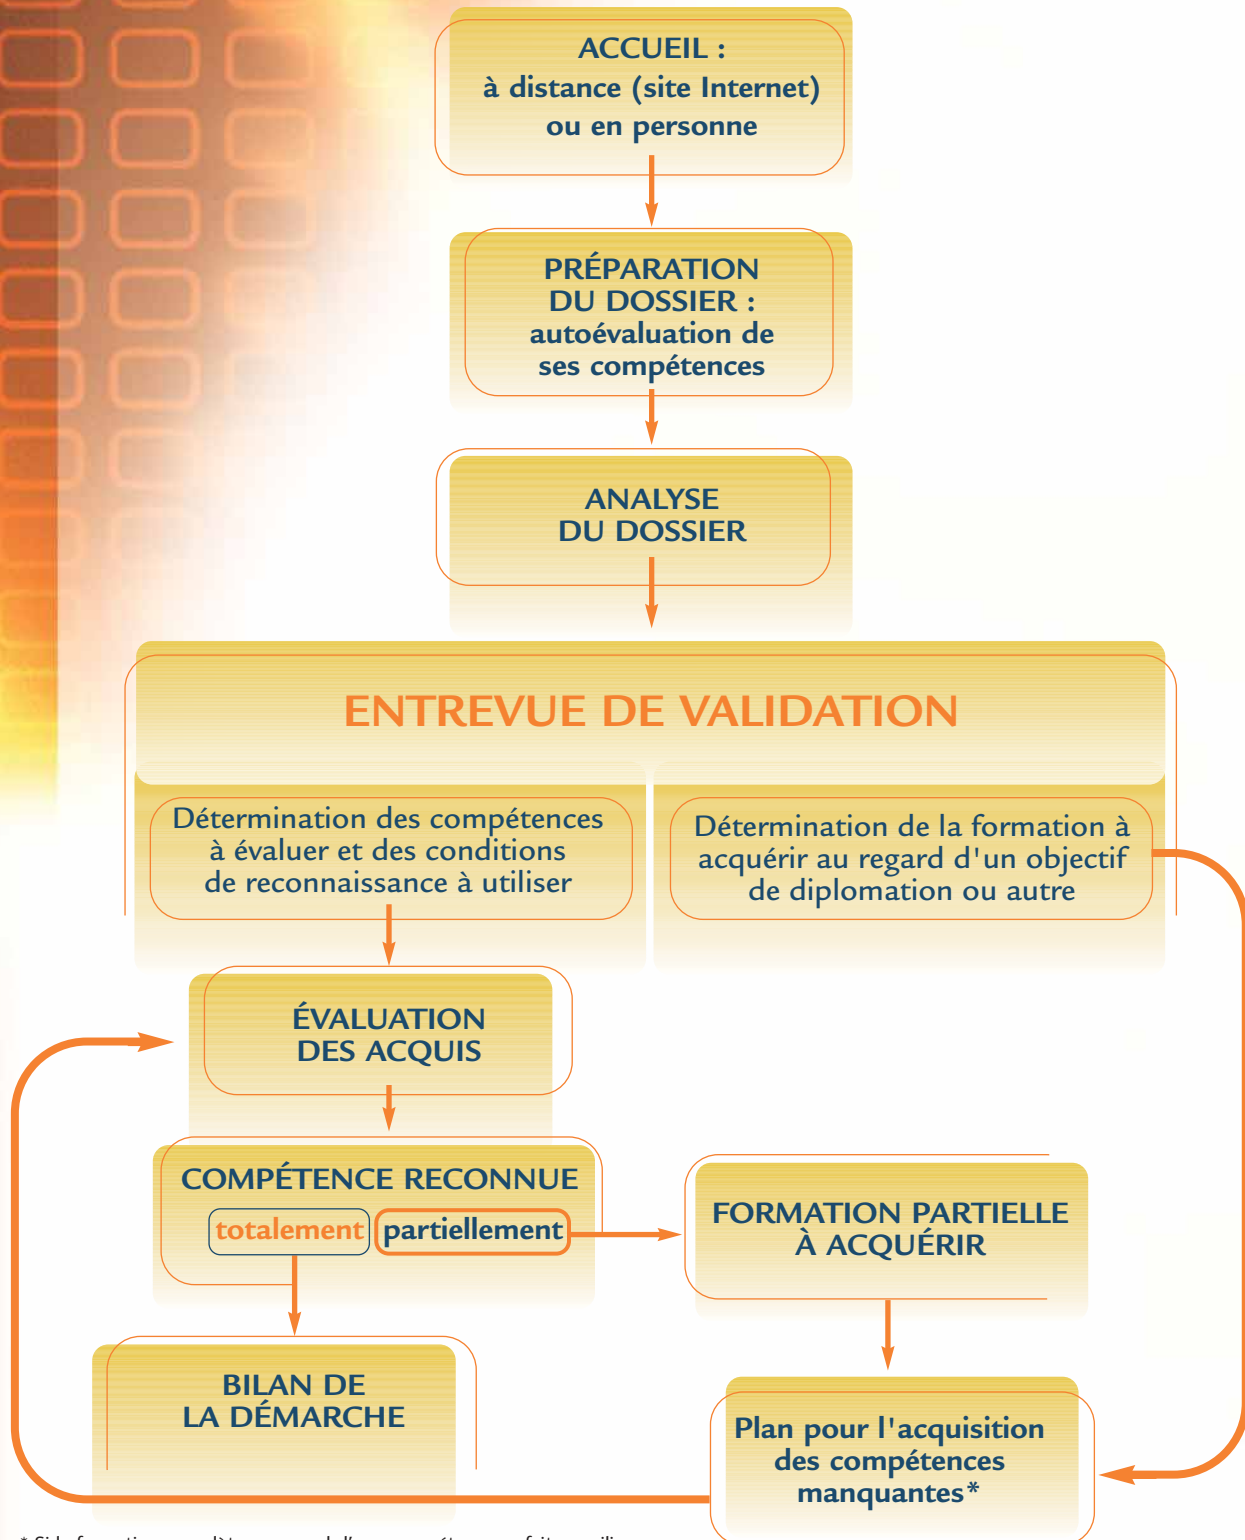 ACCUEIL :
à distance (site Internet)
ou en personne
PRÉPARATION
DU DOSSIER :
autoévaluation de
ses compétences
ANALYSE
DU DOSSIER
ENTREVUE DE VALIDATION
Détermination des compétences
à évaluer et des conditions
de reconnaissance à utiliser
Détermination de la formation à
acquérir au regard d'un objectif
de diplomation ou autre
ÉVALUATION
DES ACQUIS
COMPÉTENCE RECONNUE
totalement partiellement
FORMATION PARTIELLE
À ACQUÉRIR
BILAN DE
LA DÉMARCHE
Plan pour l'acquisition
des compétences
manquantes*